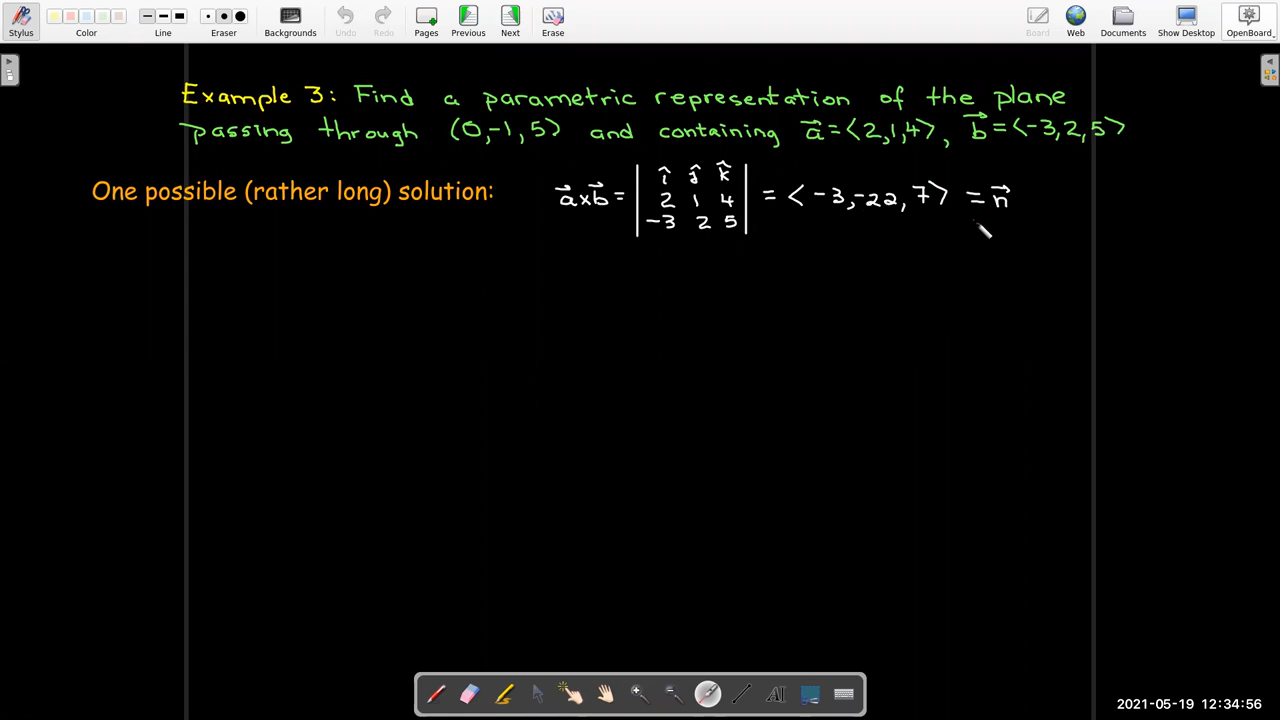 Stylus Color Line Eraser Backgrounds Undo Redo Pages Previous Next Erase Board Web Documents Show Desktop OpenBoard
Example 3: Find a parametric representation of the plane
passing through (0,-1,5) and containing a⃗=⟨2,1,4⟩, b⃗=⟨-3,2,5⟩
One possible (rather long) solution:
a⃗xb⃗ = | î ĵ k̂ |
| 2 1 4 |
| -3 2 5 | = ⟨-3,-22,7⟩ = n⃗
2021-05-19 12:34:56